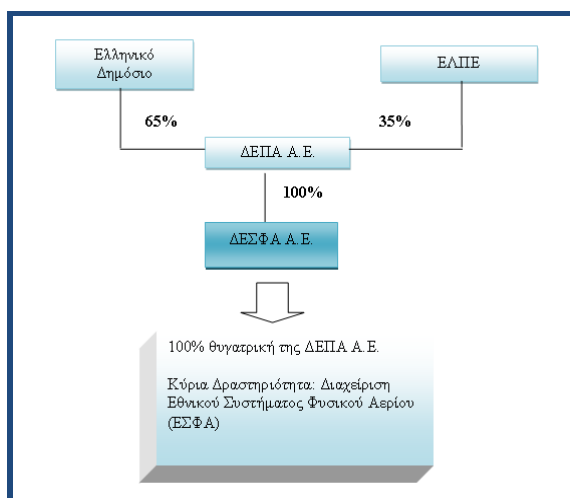 Ελληνικό
Δημόσιο
ΕΛΠΕ
65%
35%
ΔΕΠΑ Α.Ε.
100%
ΔΕΣΦΑ Α.Ε.
100% θυγατρική της ΔΕΠΑ Α.Ε.
Κύρια Δραστηριότητα: Διαχείριση
Εθνικού Συστήματος Φυσικού Αερίου
(ΕΣΦΑ)